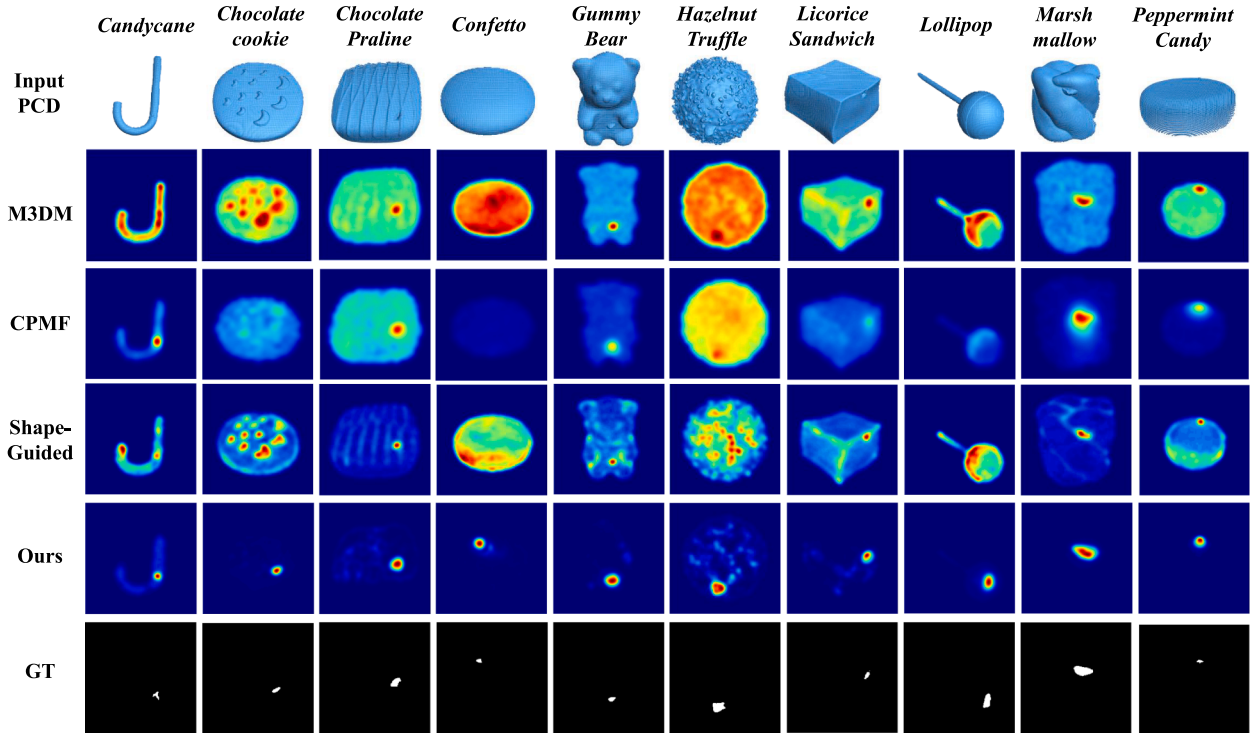 Candycane
Chocolate
cookie
Chocolate
Praline
Confetto
Gummy
Bear
Hazelnut
Truffle
Licorice
Sandwich
Lollipop
Marsh
mallow
Peppermint
Candy
Input
PCD
M3DM
CPMF
Shape-
Guided
Ours
GT